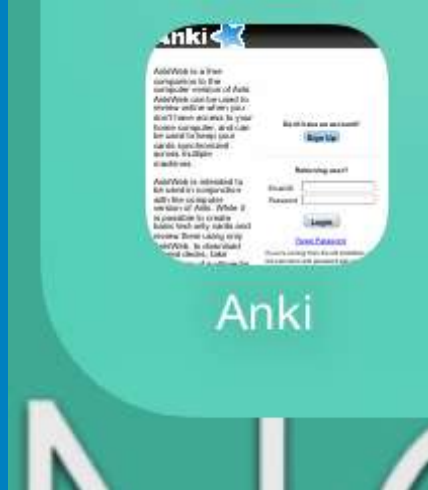 Anki
AnkiWeb is a free
companion to the
computer version of Anki.
AnkiWeb can be used to
review online when you
don't have access to your
home computer, and can
be used to keep your
cards synchronized
across multiple
machines.
Don't have an account?
Sign Up
AnkiWeb is intended to
be used in conjunction
with the computer
version of Anki. While it
is possible to create
basic text-only cards and
review them using only
AnkiWeb, to download
decks, take
Returning user?
Password
Login
Forgot Password
Anki